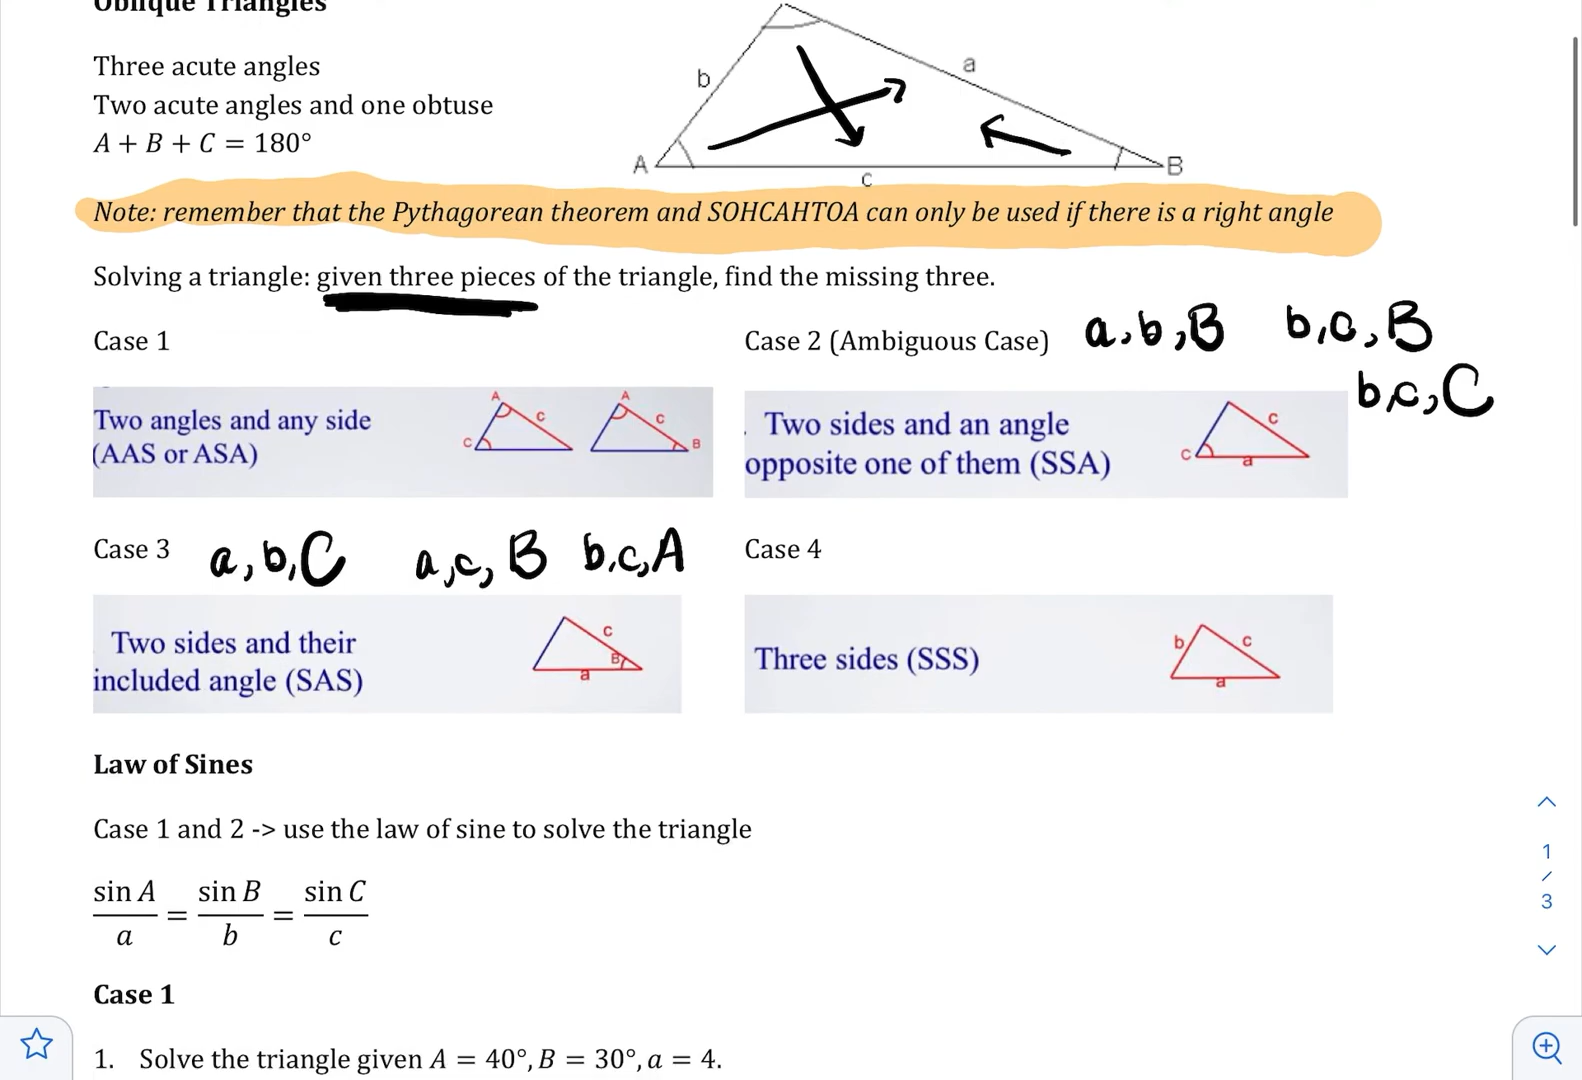 Oblique Triangles
Three acute angles
Two acute angles and one obtuse
A + B + C = 180°
b
a
A
B
c
Note: remember that the Pythagorean theorem and SOHCAHTOA can only be used if there is a right angle
Solving a triangle: given three pieces of the triangle, find the missing three.
Case 1
Two angles and any side
(AAS or ASA)
A
c
C
A
c
B
Case 2 (Ambiguous Case) a,b,B b,c,B
b,c,C
Two sides and an angle
opposite one of them (SSA)
c
C
a
Case 3 a,b,C a,c,B b,c,A
Two sides and their
included angle (SAS)
c
B
a
Case 4
Three sides (SSS)
b
c
a
Law of Sines
Case 1 and 2 -> use the law of sine to solve the triangle
sin A / a = sin B / b = sin C / c
Case 1
1. Solve the triangle given A = 40°, B = 30°, a = 4.
1
/
3